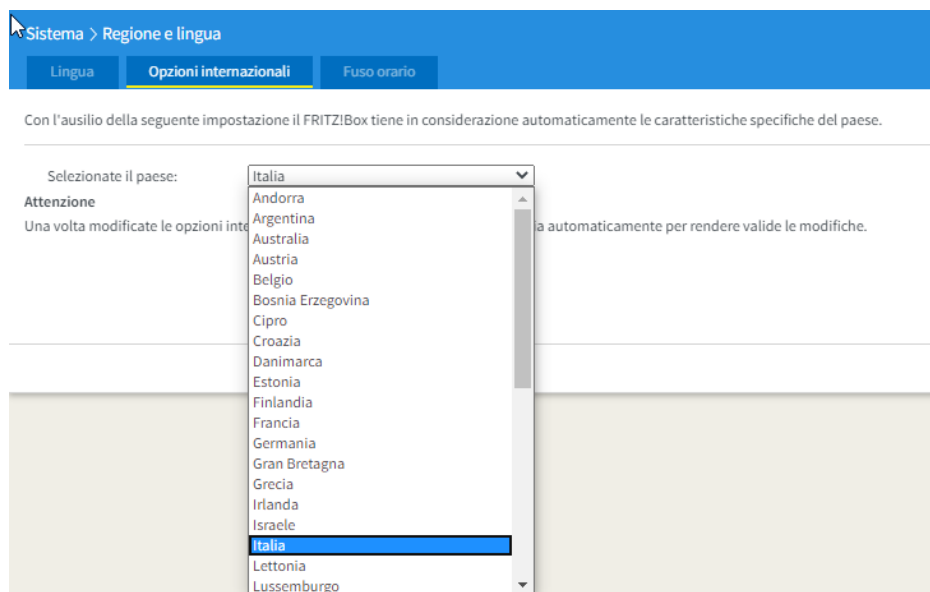 Sistema > Regione e lingua
Lingua Opzioni internazionali Fuso orario
Con l'ausilio della seguente impostazione il FRITZ!Box tiene in considerazione automaticamente le caratteristiche specifiche del paese.
Selezionate il paese: Italia
Attenzione
Una volta modificate le opzioni automaticamente per rendere valide le modifiche.
Andorra
Argentina
Australia
Austria
Belgio
Bosnia Erzegovina
Cipro
Croazia
Danimarca
Estonia
Finlandia
Francia
Germania
Gran Bretagna
Grecia
Irlanda
Israele
Italia
Lettonia
Lussemburgo